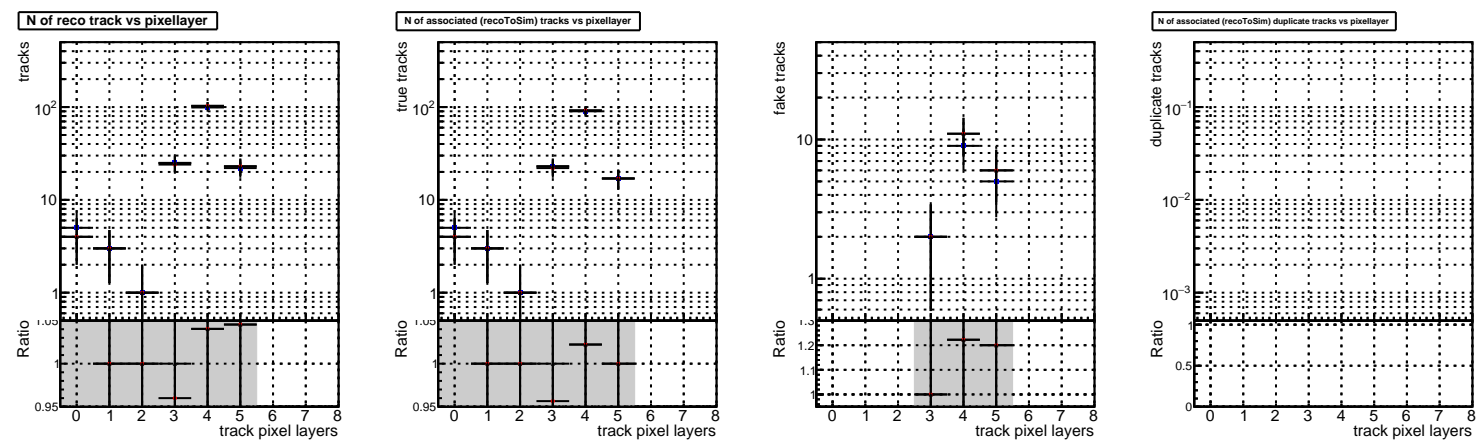 N of reco track vs pixellayer
tracks
10²
10
1
Ratio
1.05
1
0.95
0 1 2 3 4 5 6 7 8
track pixel layers
N of associated (recoToSim) tracks vs pixellayer
true tracks
10²
10
1
Ratio
1.05
1
0.95
0 1 2 3 4 5 6 7 8
track pixel layers
fake tracks
10
1
Ratio
1.3
1.2
1.1
1
0 1 2 3 4 5 6 7 8
track pixel layers
N of associated (recoToSim) duplicate tracks vs pixellayer
duplicate tracks
10⁻¹
10⁻²
10⁻³
Ratio
1
0.5
0
0 1 2 3 4 5 6 7 8
track pixel layers